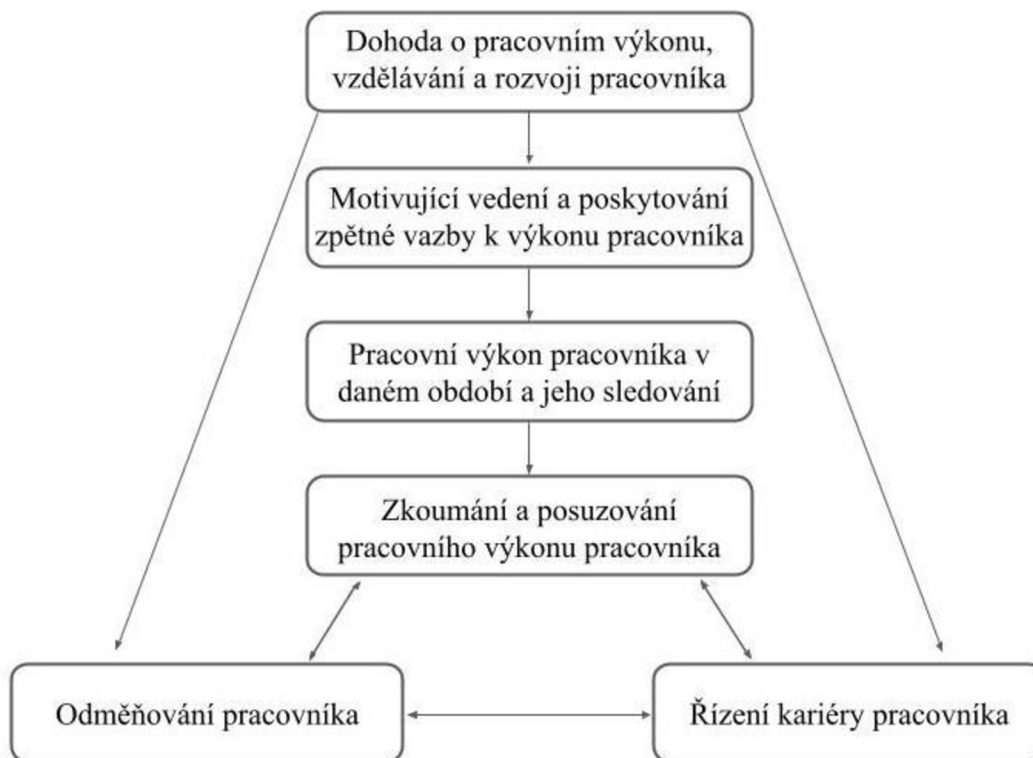 Dohoda o pracovním výkonu,
vzdělávání a rozvoji pracovníka
Motivující vedení a poskytování
zpětné vazby k výkonu pracovníka
Pracovní výkon pracovníka v
daném období a jeho sledování
Zkoumání a posuzování
pracovního výkonu pracovníka
Odměňování pracovníka
Řízení kariéry pracovníka